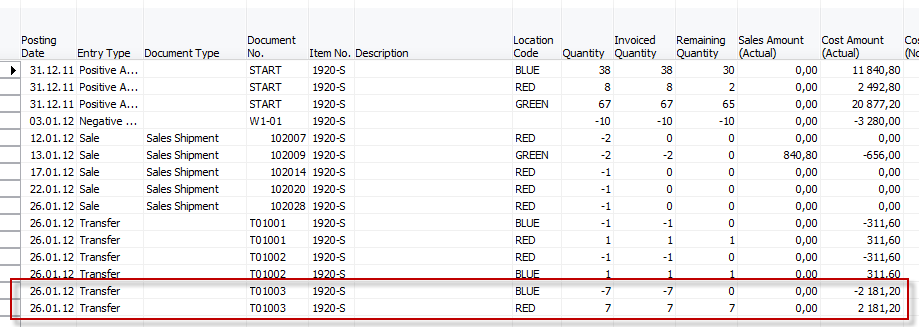 Posting Date Entry Type Document Type Document No. Item No. Description Location Code Quantity Invoiced Quantity Remaining Quantity Sales Amount (Actual) Cost Amount (Actual) Cos (No
31.12.11 Positive A... START 1920-S BLUE 38 38 30 0,00 11 840,80
31.12.11 Positive A... START 1920-S RED 8 8 2 0,00 2 492,80
31.12.11 Positive A... START 1920-S GREEN 67 67 65 0,00 20 877,20
03.01.12 Negative ... W1-01 1920-S -10 -10 -10 0,00 -3 280,00
12.01.12 Sale Sales Shipment 102007 1920-S RED -2 0 0 0,00 0,00
13.01.12 Sale Sales Shipment 102009 1920-S GREEN -2 -2 0 840,80 -656,00
17.01.12 Sale Sales Shipment 102014 1920-S RED -1 0 0 0,00 0,00
22.01.12 Sale Sales Shipment 102020 1920-S RED -1 0 0 0,00 0,00
26.01.12 Sale Sales Shipment 102028 1920-S RED -1 0 0 0,00 0,00
26.01.12 Transfer T01001 1920-S BLUE -1 -1 0 0,00 -311,60
26.01.12 Transfer T01001 1920-S RED 1 1 1 0,00 311,60
26.01.12 Transfer T01002 1920-S RED -1 -1 0 0,00 -311,60
26.01.12 Transfer T01002 1920-S BLUE 1 1 1 0,00 311,60
26.01.12 Transfer T01003 1920-S BLUE -7 -7 0 0,00 -2 181,20
26.01.12 Transfer T01003 1920-S RED 7 7 7 0,00 2 181,20